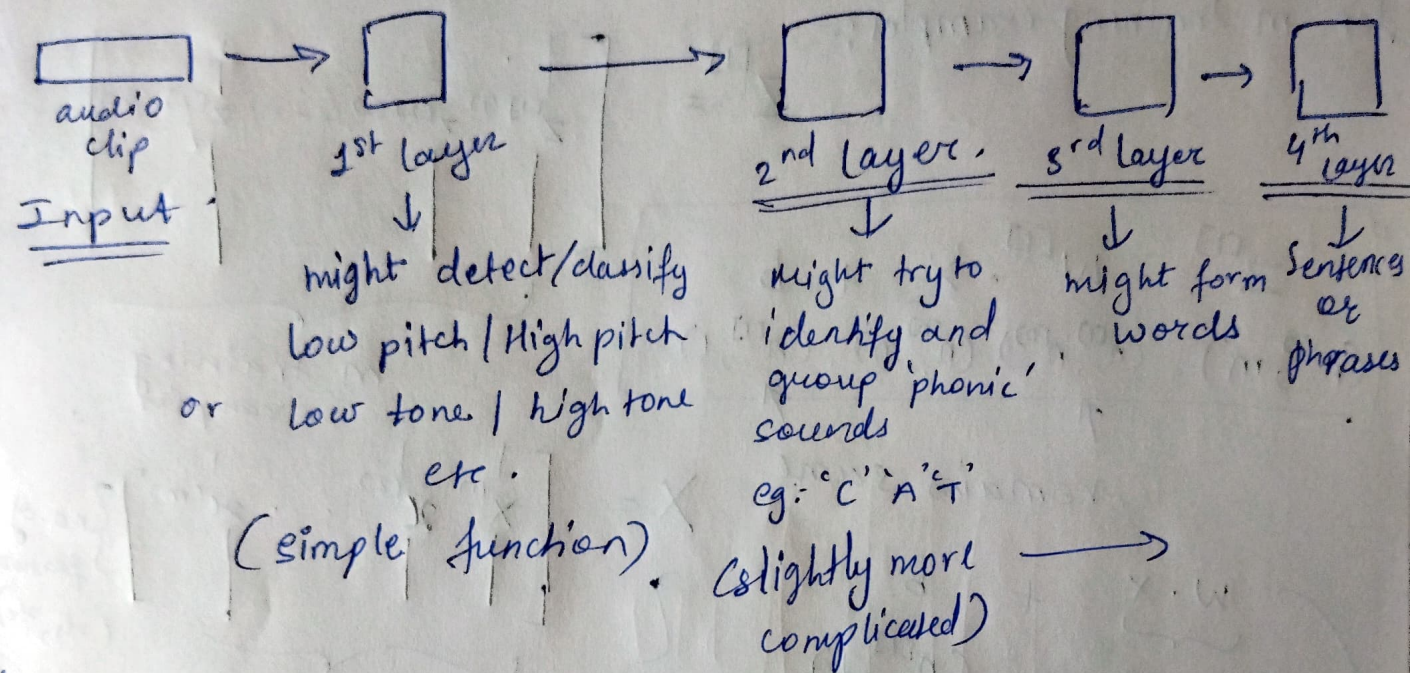 audio
clip
Input
1st layer
might detect/classify
low pitch / High pitch
or low tone / high tone
etc.
(simple function).
2nd layer.
might try to
identify and
group 'phonic'
sounds
eg:- 'C' 'A' 'T'
(slightly more
complicated)
3rd layer
might form
words
4th
layer
Sentences
or
phrases